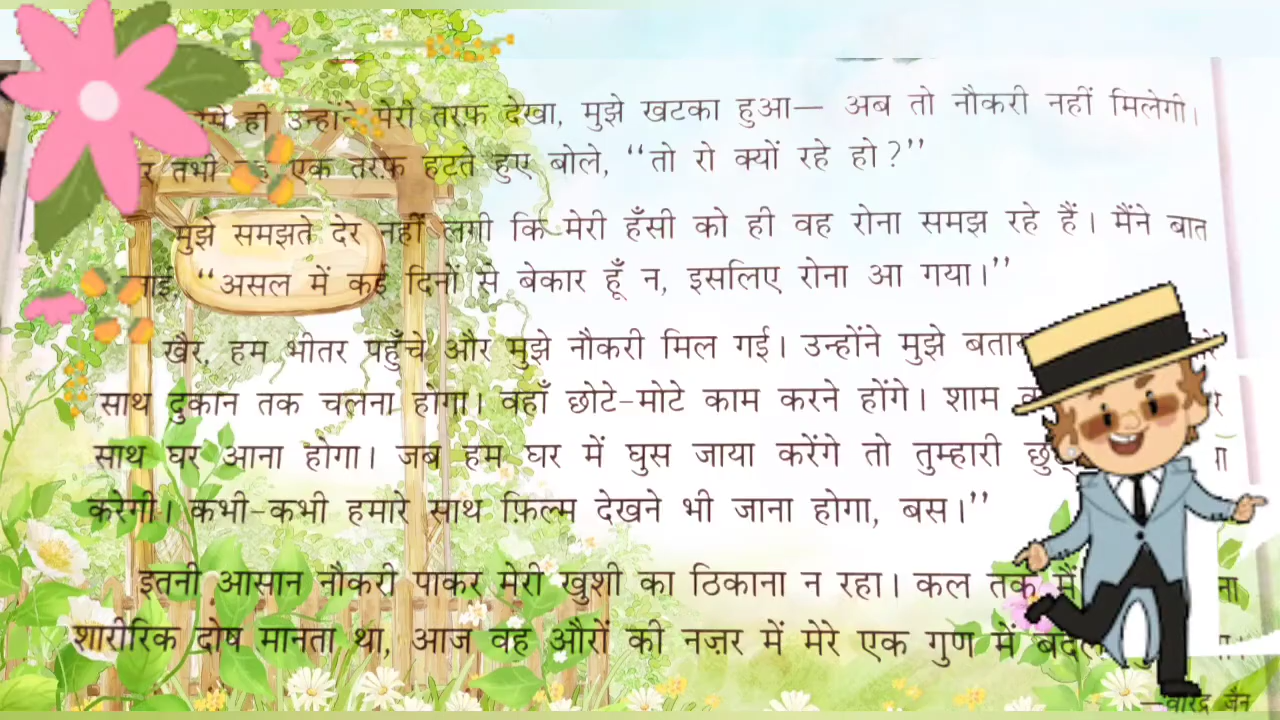 ही उन्होंने मेरी तरफ़ देखा, मुझे खटका हुआ— अब तो नौकरी नहीं मिलेगी।
तभी एक तरफ़ हटते हुए बोले, ‘‘तो रो क्यों रहे हो?’’
मुझे समझते देर नहीं लगी कि मेरी हँसी को ही वह रोना समझ रहे हैं। मैंने बात
‘‘असल में कई दिनों से बेकार हूँ न, इसलिए रोना आ गया।’’
खैर, हम भीतर पहुँचे और मुझे नौकरी मिल गई। उन्होंने मुझे
साथ दुकान तक चलना होगा। वहाँ छोटे-मोटे काम करने होंगे। शाम
साथ घर आना होगा। जब हम घर में घुस जाया करेंगे तो तुम्हारी
करेगी। कभी-कभी हमारे साथ फ़िल्म देखने भी जाना होगा, बस।’’
इतनी आसान नौकरी पाकर मेरी खुशी का ठिकाना न रहा। कल तक मैं
शारीरिक दोष मानता था, आज वह औरों की नज़र में मेरे एक गुण में
—वीरेंद्र जैन